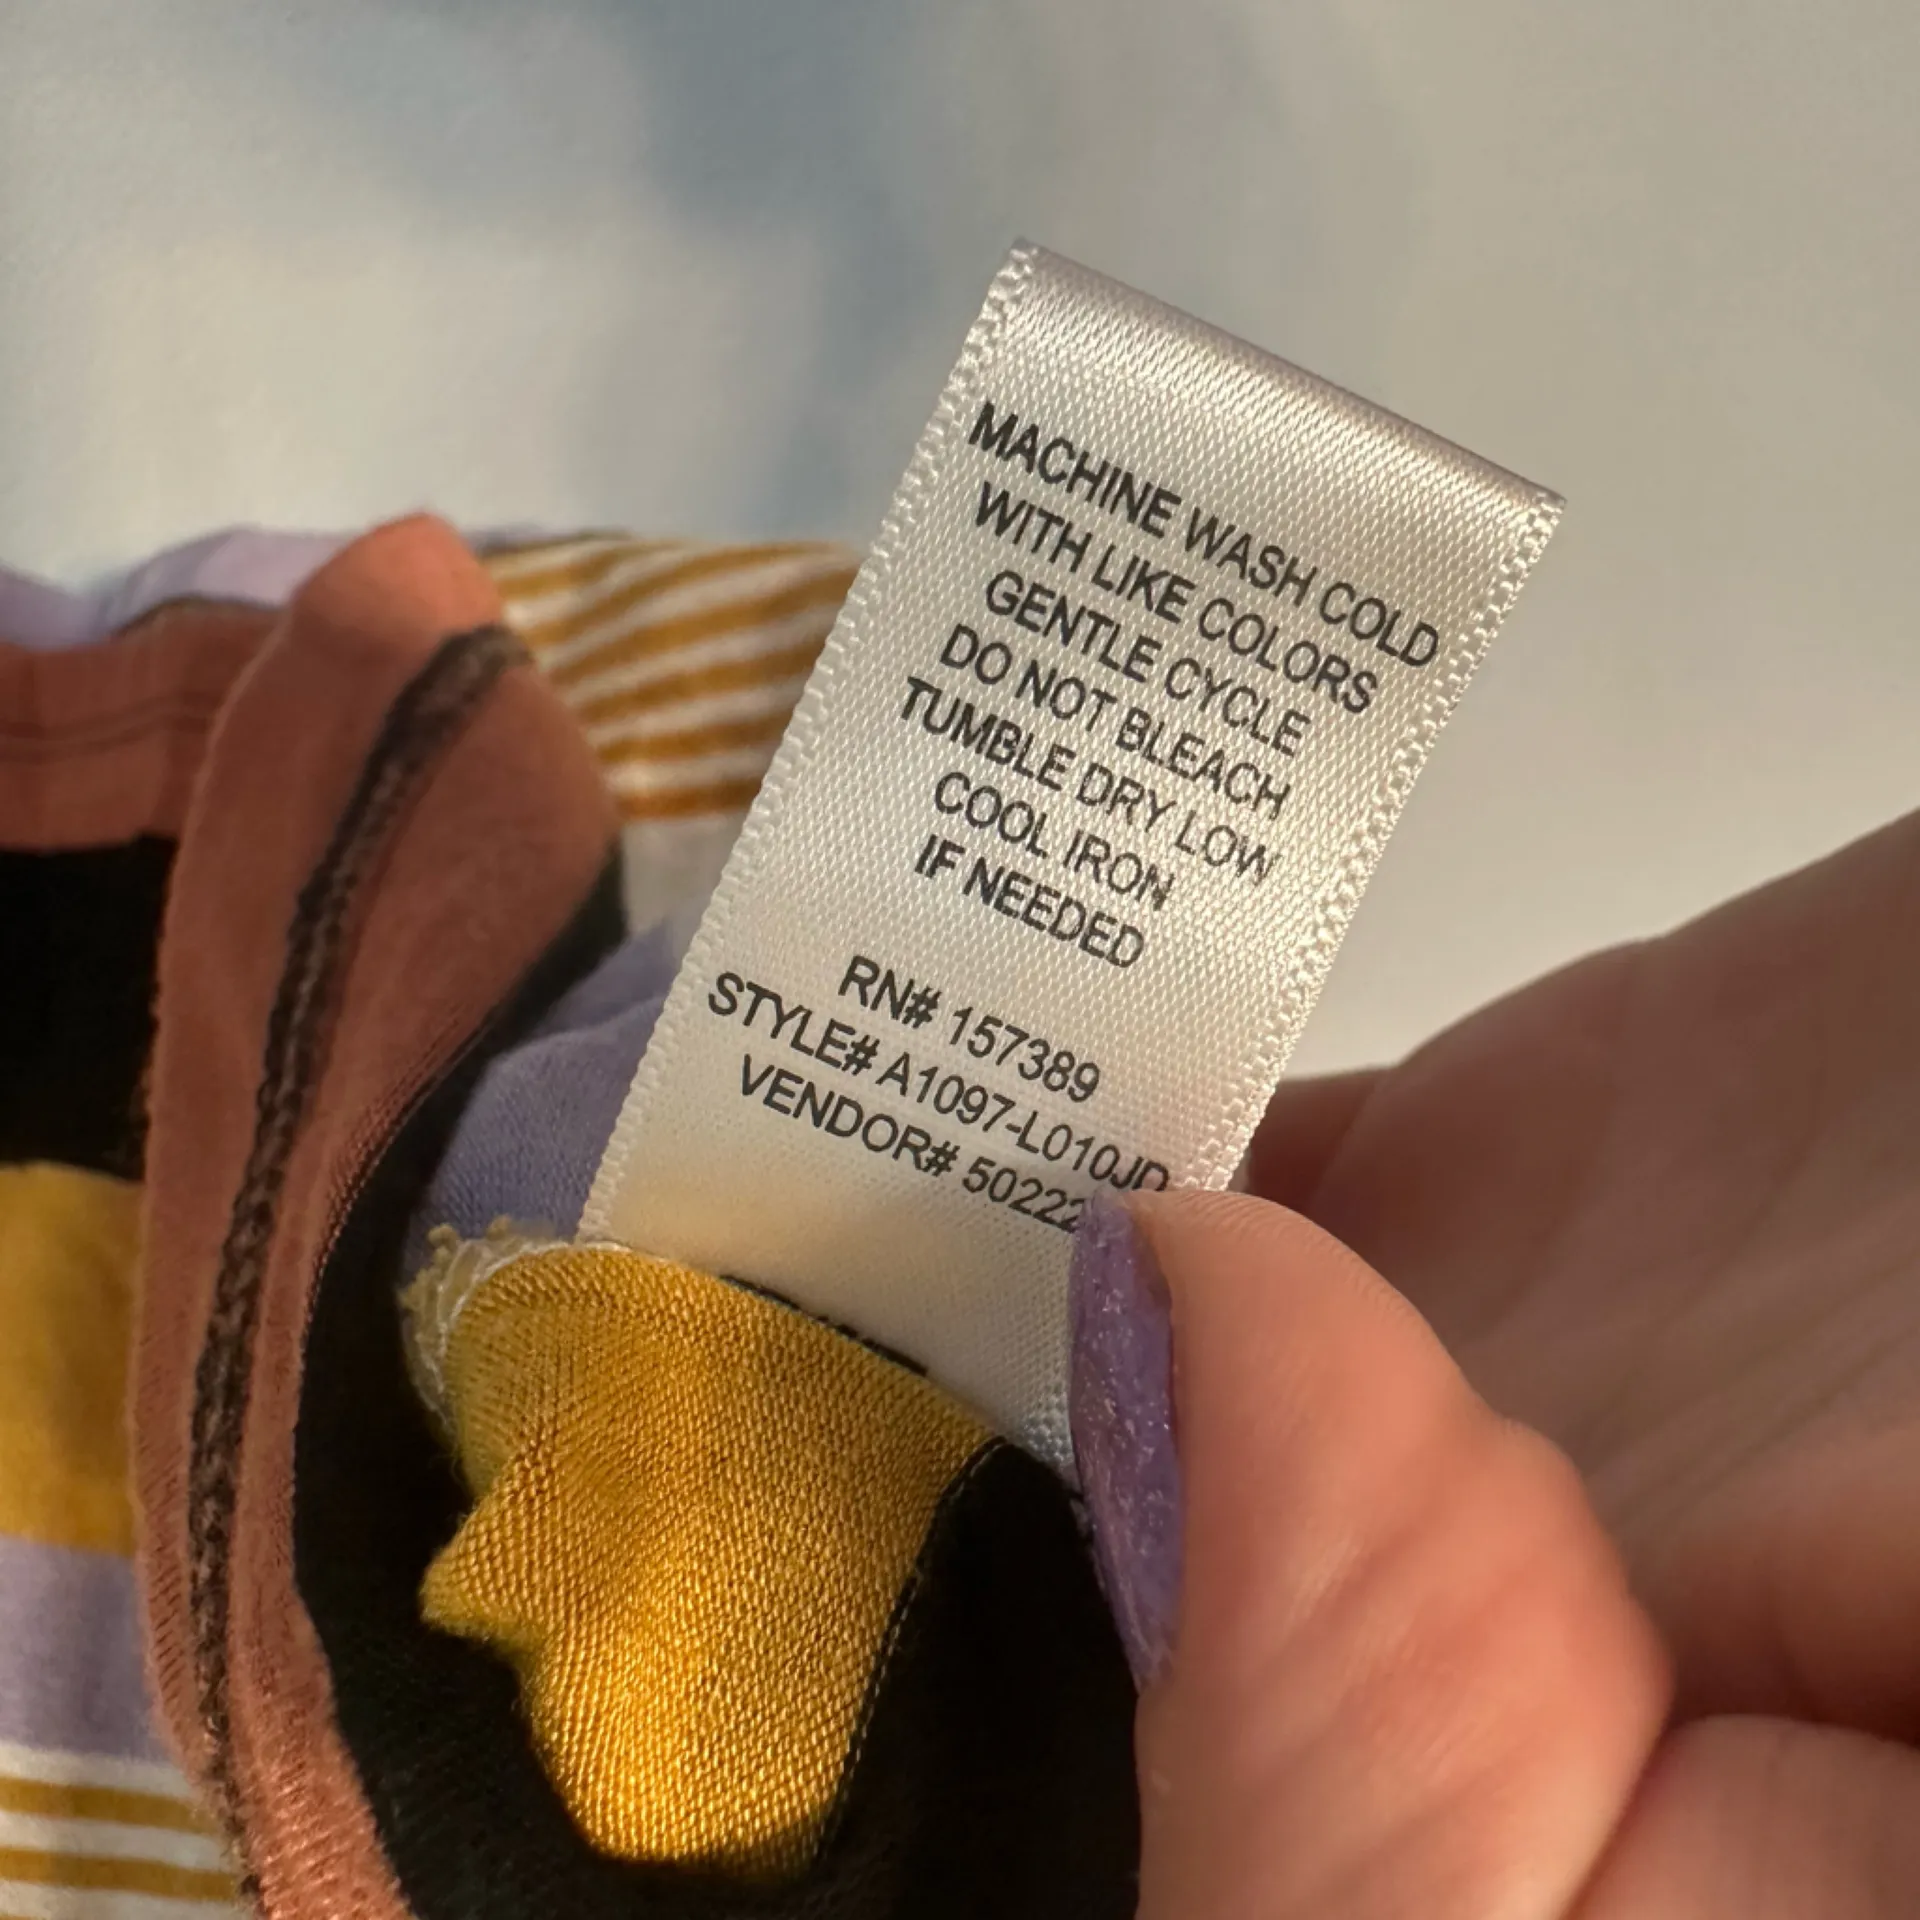 MACHINE WASH COLD
WITH LIKE COLORS
GENTLE CYCLE
DO NOT BLEACH
TUMBLE DRY LOW
COOL IRON
IF NEEDED
RN# 157389
STYLE# A1097-L010JD
VENDOR#